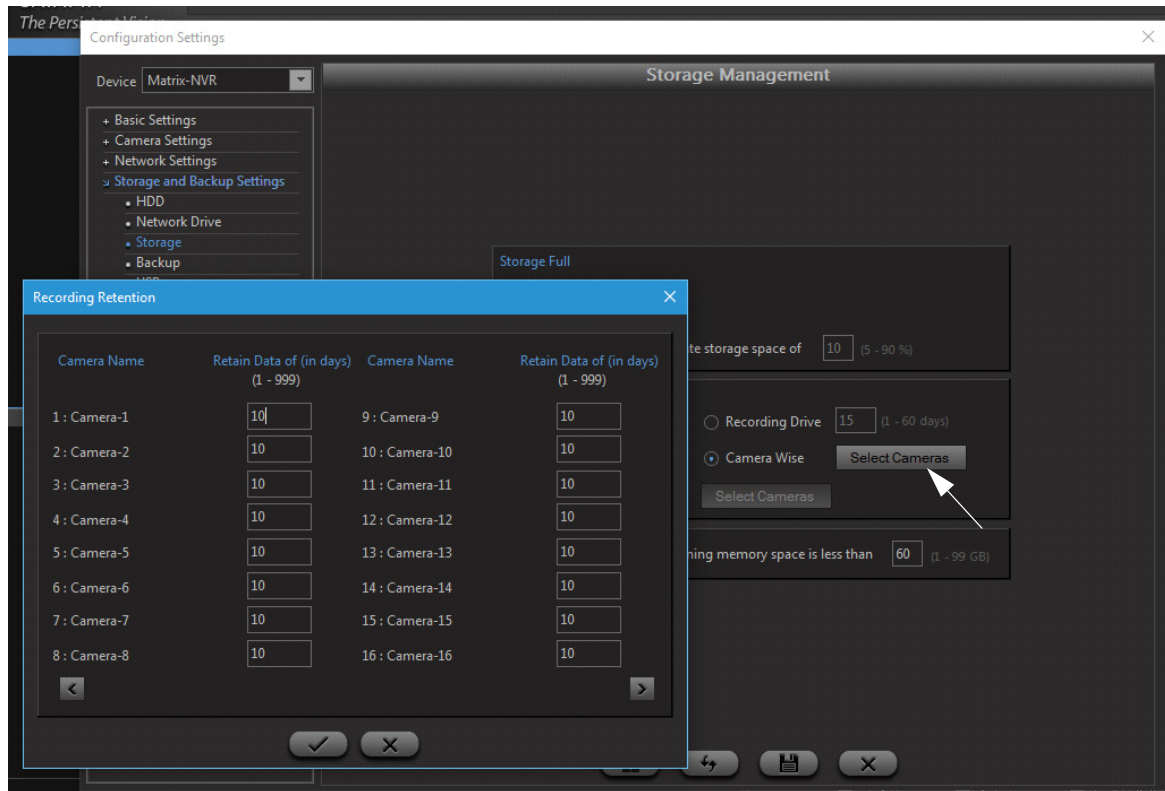 The Pers
Configuration Settings
Device Matrix-NVR
Storage Management
+ Basic Settings
+ Camera Settings
+ Network Settings
Storage and Backup Settings
HDD
Network Drive
Storage
Backup
Storage Full
te storage space of 10 (5 - 90 %)
Recording Drive 15 (1 - 60 days)
Camera Wise Select Cameras
Select Cameras
ning memory space is less than 60 (1 - 99 GB)
Recording Retention
Camera Name Retain Data of (in days) Camera Name Retain Data of (in days)
(1 - 999) (1 - 999)
1 : Camera-1 10 9 : Camera-9 10
2 : Camera-2 10 10 : Camera-10 10
3 : Camera-3 10 11 : Camera-11 10
4 : Camera-4 10 12 : Camera-12 10
5 : Camera-5 10 13 : Camera-13 10
6 : Camera-6 10 14 : Camera-14 10
7 : Camera-7 10 15 : Camera-15 10
8 : Camera-8 10 16 : Camera-16 10